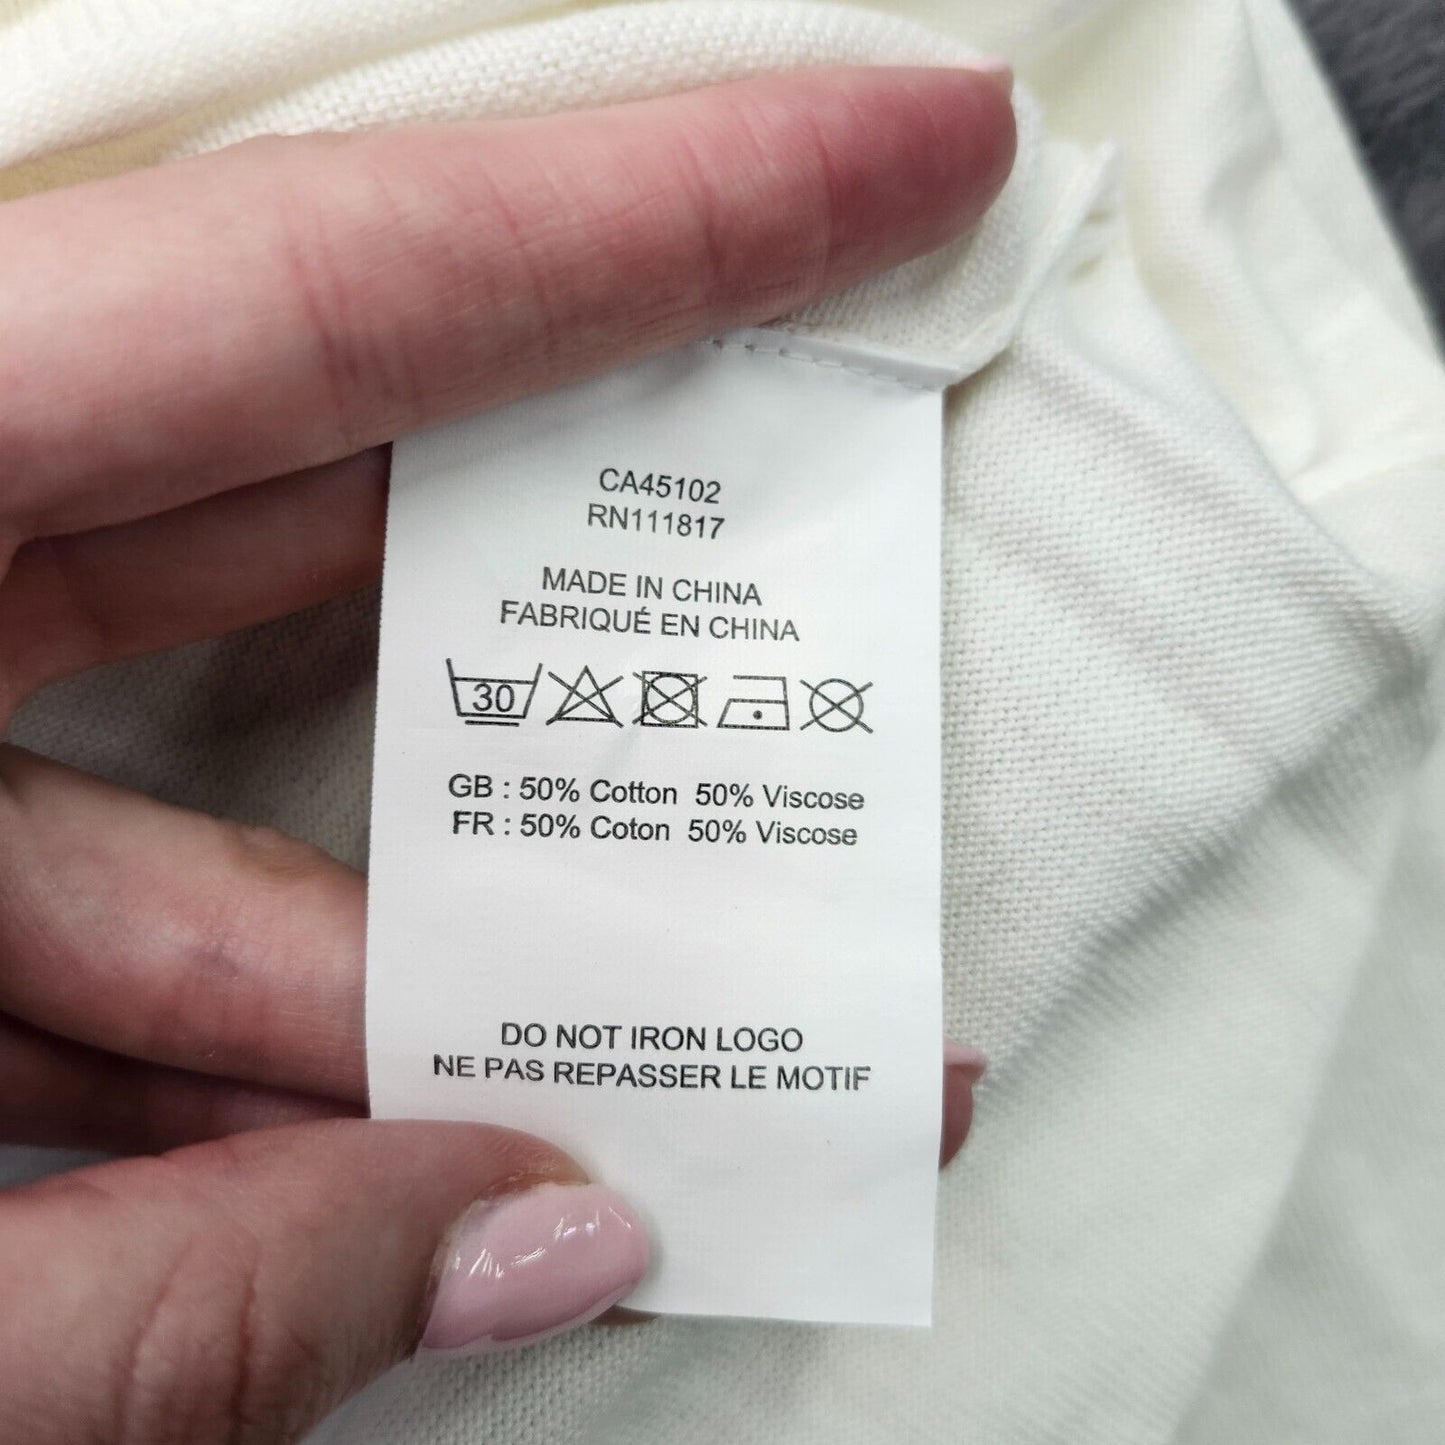 CA45102
RN111817
MADE IN CHINA
FABRIQUÉ EN CHINA
30
GB : 50% Cotton 50% Viscose
FR : 50% Coton 50% Viscose
DO NOT IRON LOGO
NE PAS REPASSER LE MOTIF